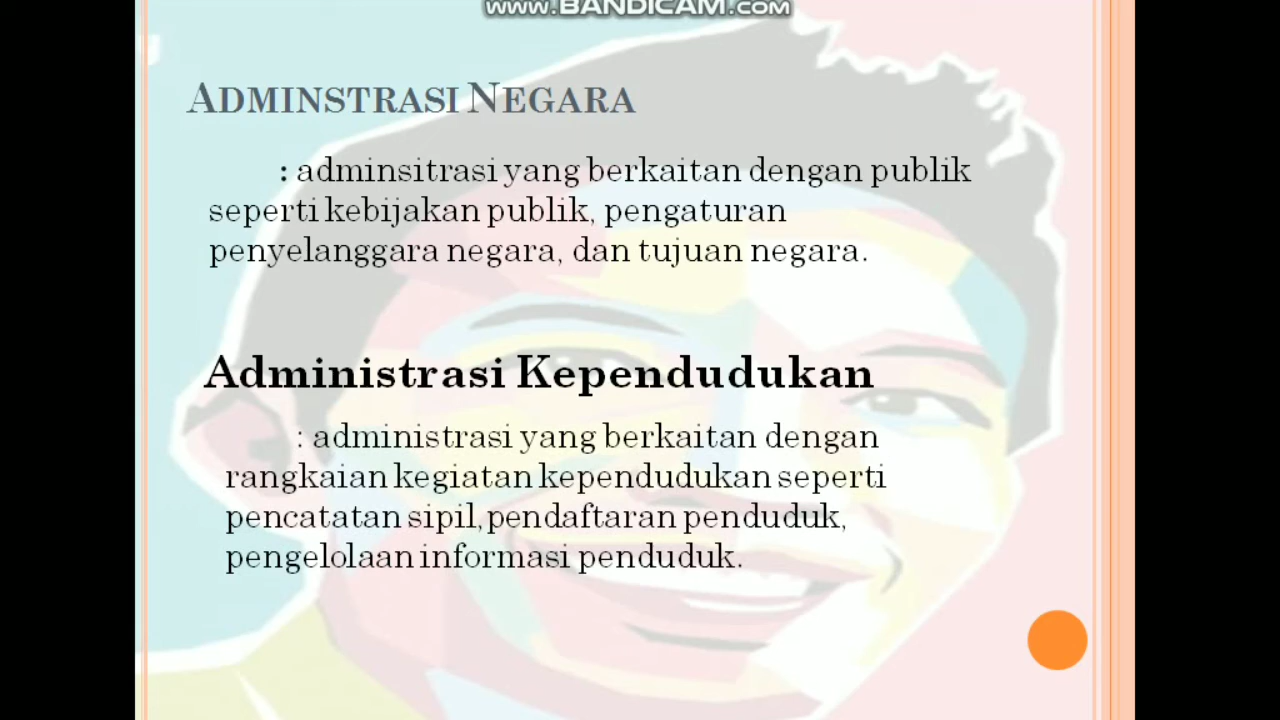 www.BANDICAM.com
ADMINSTRASI NEGARA
: adminsitrasi yang berkaitan dengan publik
seperti kebijakan publik, pengaturan
penyelanggara negara, dan tujuan negara.
Administrasi Kependudukan
: administrasi yang berkaitan dengan
rangkaian kegiatan kependudukan seperti
pencatatan sipil,pendaftaran penduduk,
pengelolaan informasi penduduk.